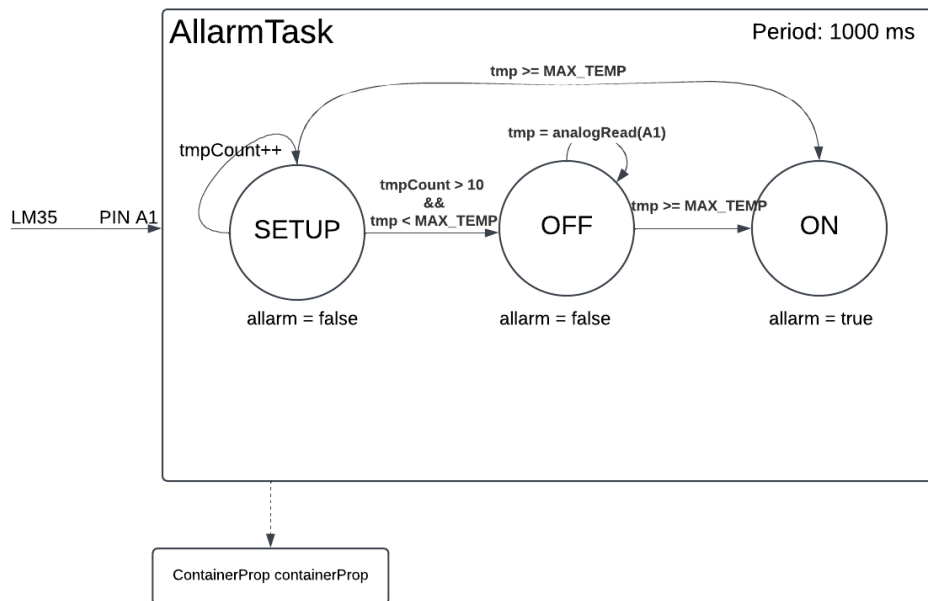 AllarmTask
Period: 1000 ms
tmp >= MAX_TEMP
tmp = analogRead(A1)
tmpCount++
tmpCount > 10
&&
tmp < MAX_TEMP
tmp >= MAX_TEMP
LM35
PIN A1
SETUP
OFF
ON
allarm = false
allarm = false
allarm = true
ContainerProp containerProp